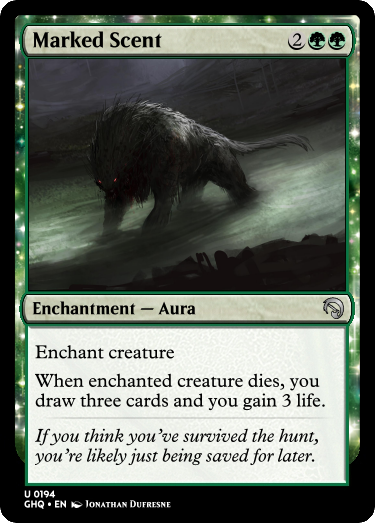 Marked Scent 2
Enchantment — Aura
Enchant creature
When enchanted creature dies, you
draw three cards and you gain 3 life.
If you think you've survived the hunt,
you're likely just being saved for later.
U 0194
GHQ • EN Jonathan Dufresne